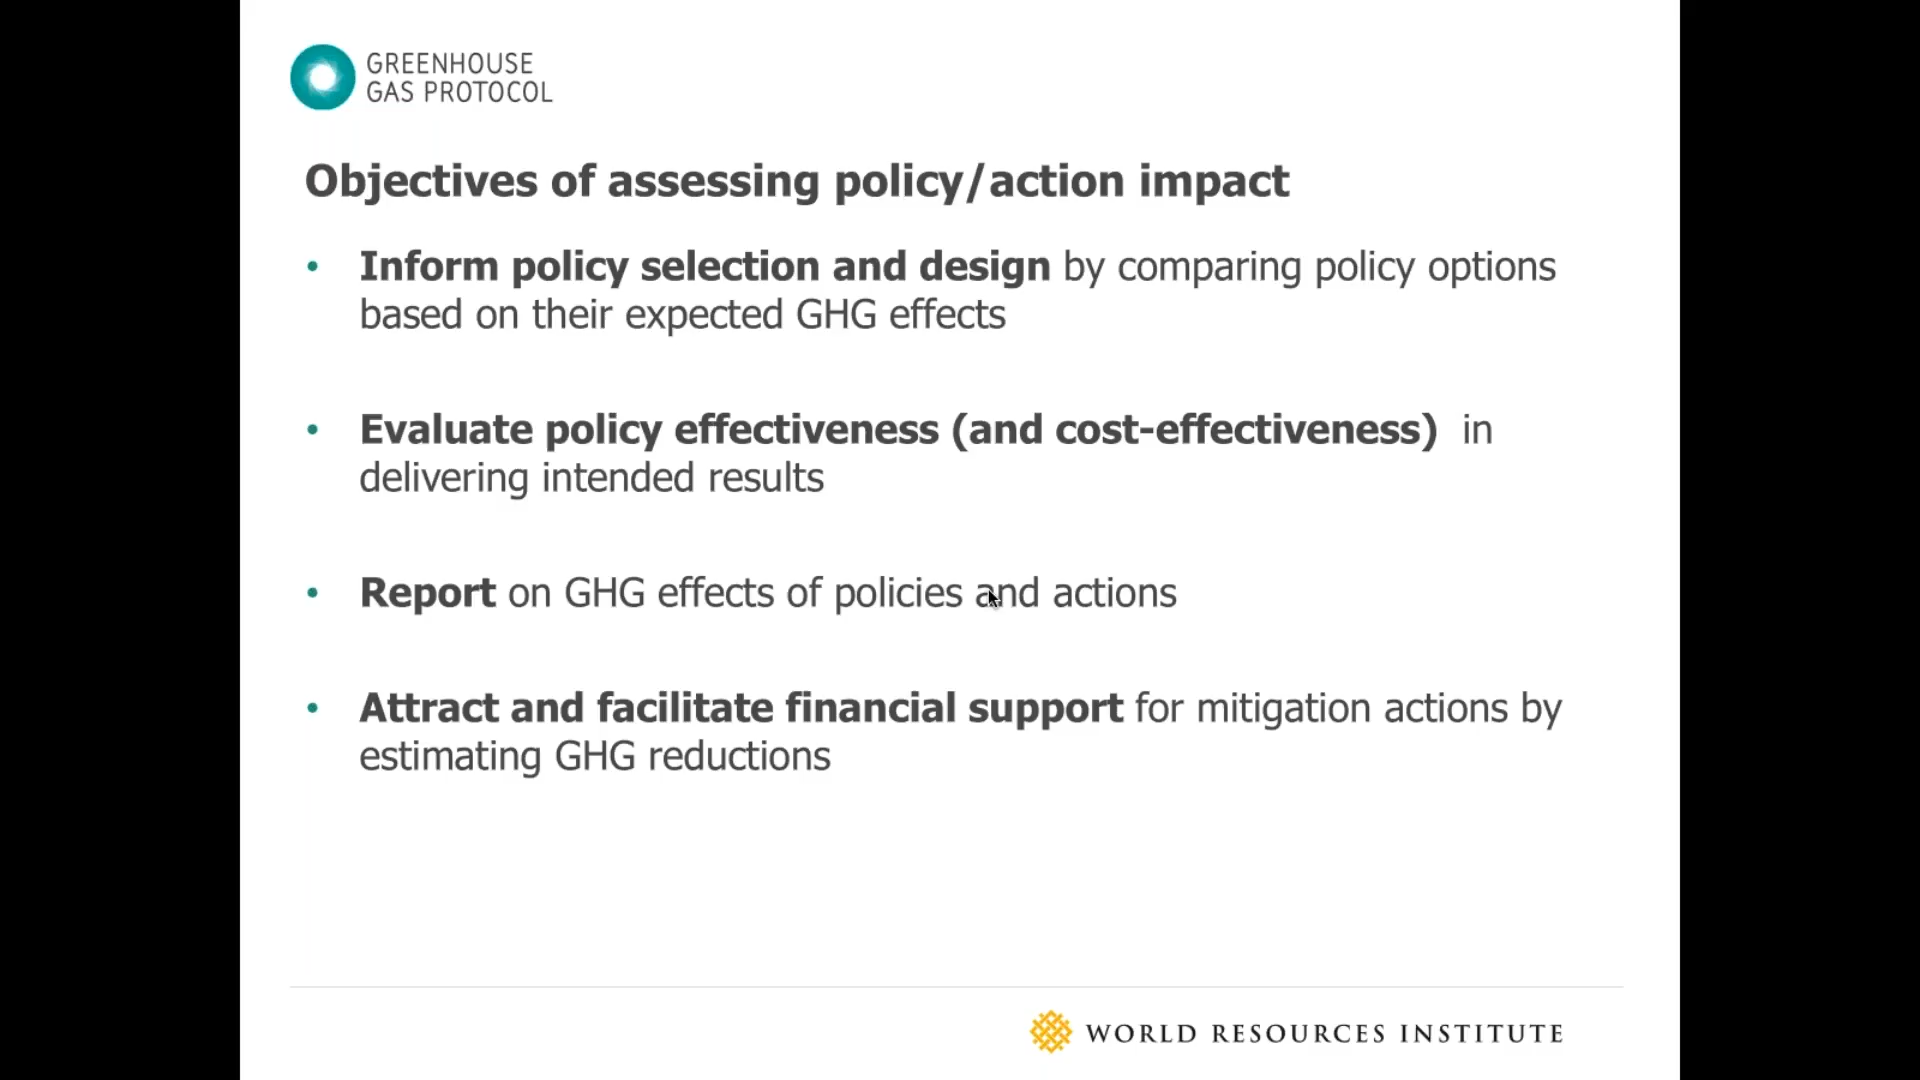 GREENHOUSE
GAS PROTOCOL
Objectives of assessing policy/action impact
• Inform policy selection and design by comparing policy options
based on their expected GHG effects
• Evaluate policy effectiveness (and cost-effectiveness) in
delivering intended results
• Report on GHG effects of policies and actions
• Attract and facilitate financial support for mitigation actions by
estimating GHG reductions
WORLD RESOURCES INSTITUTE